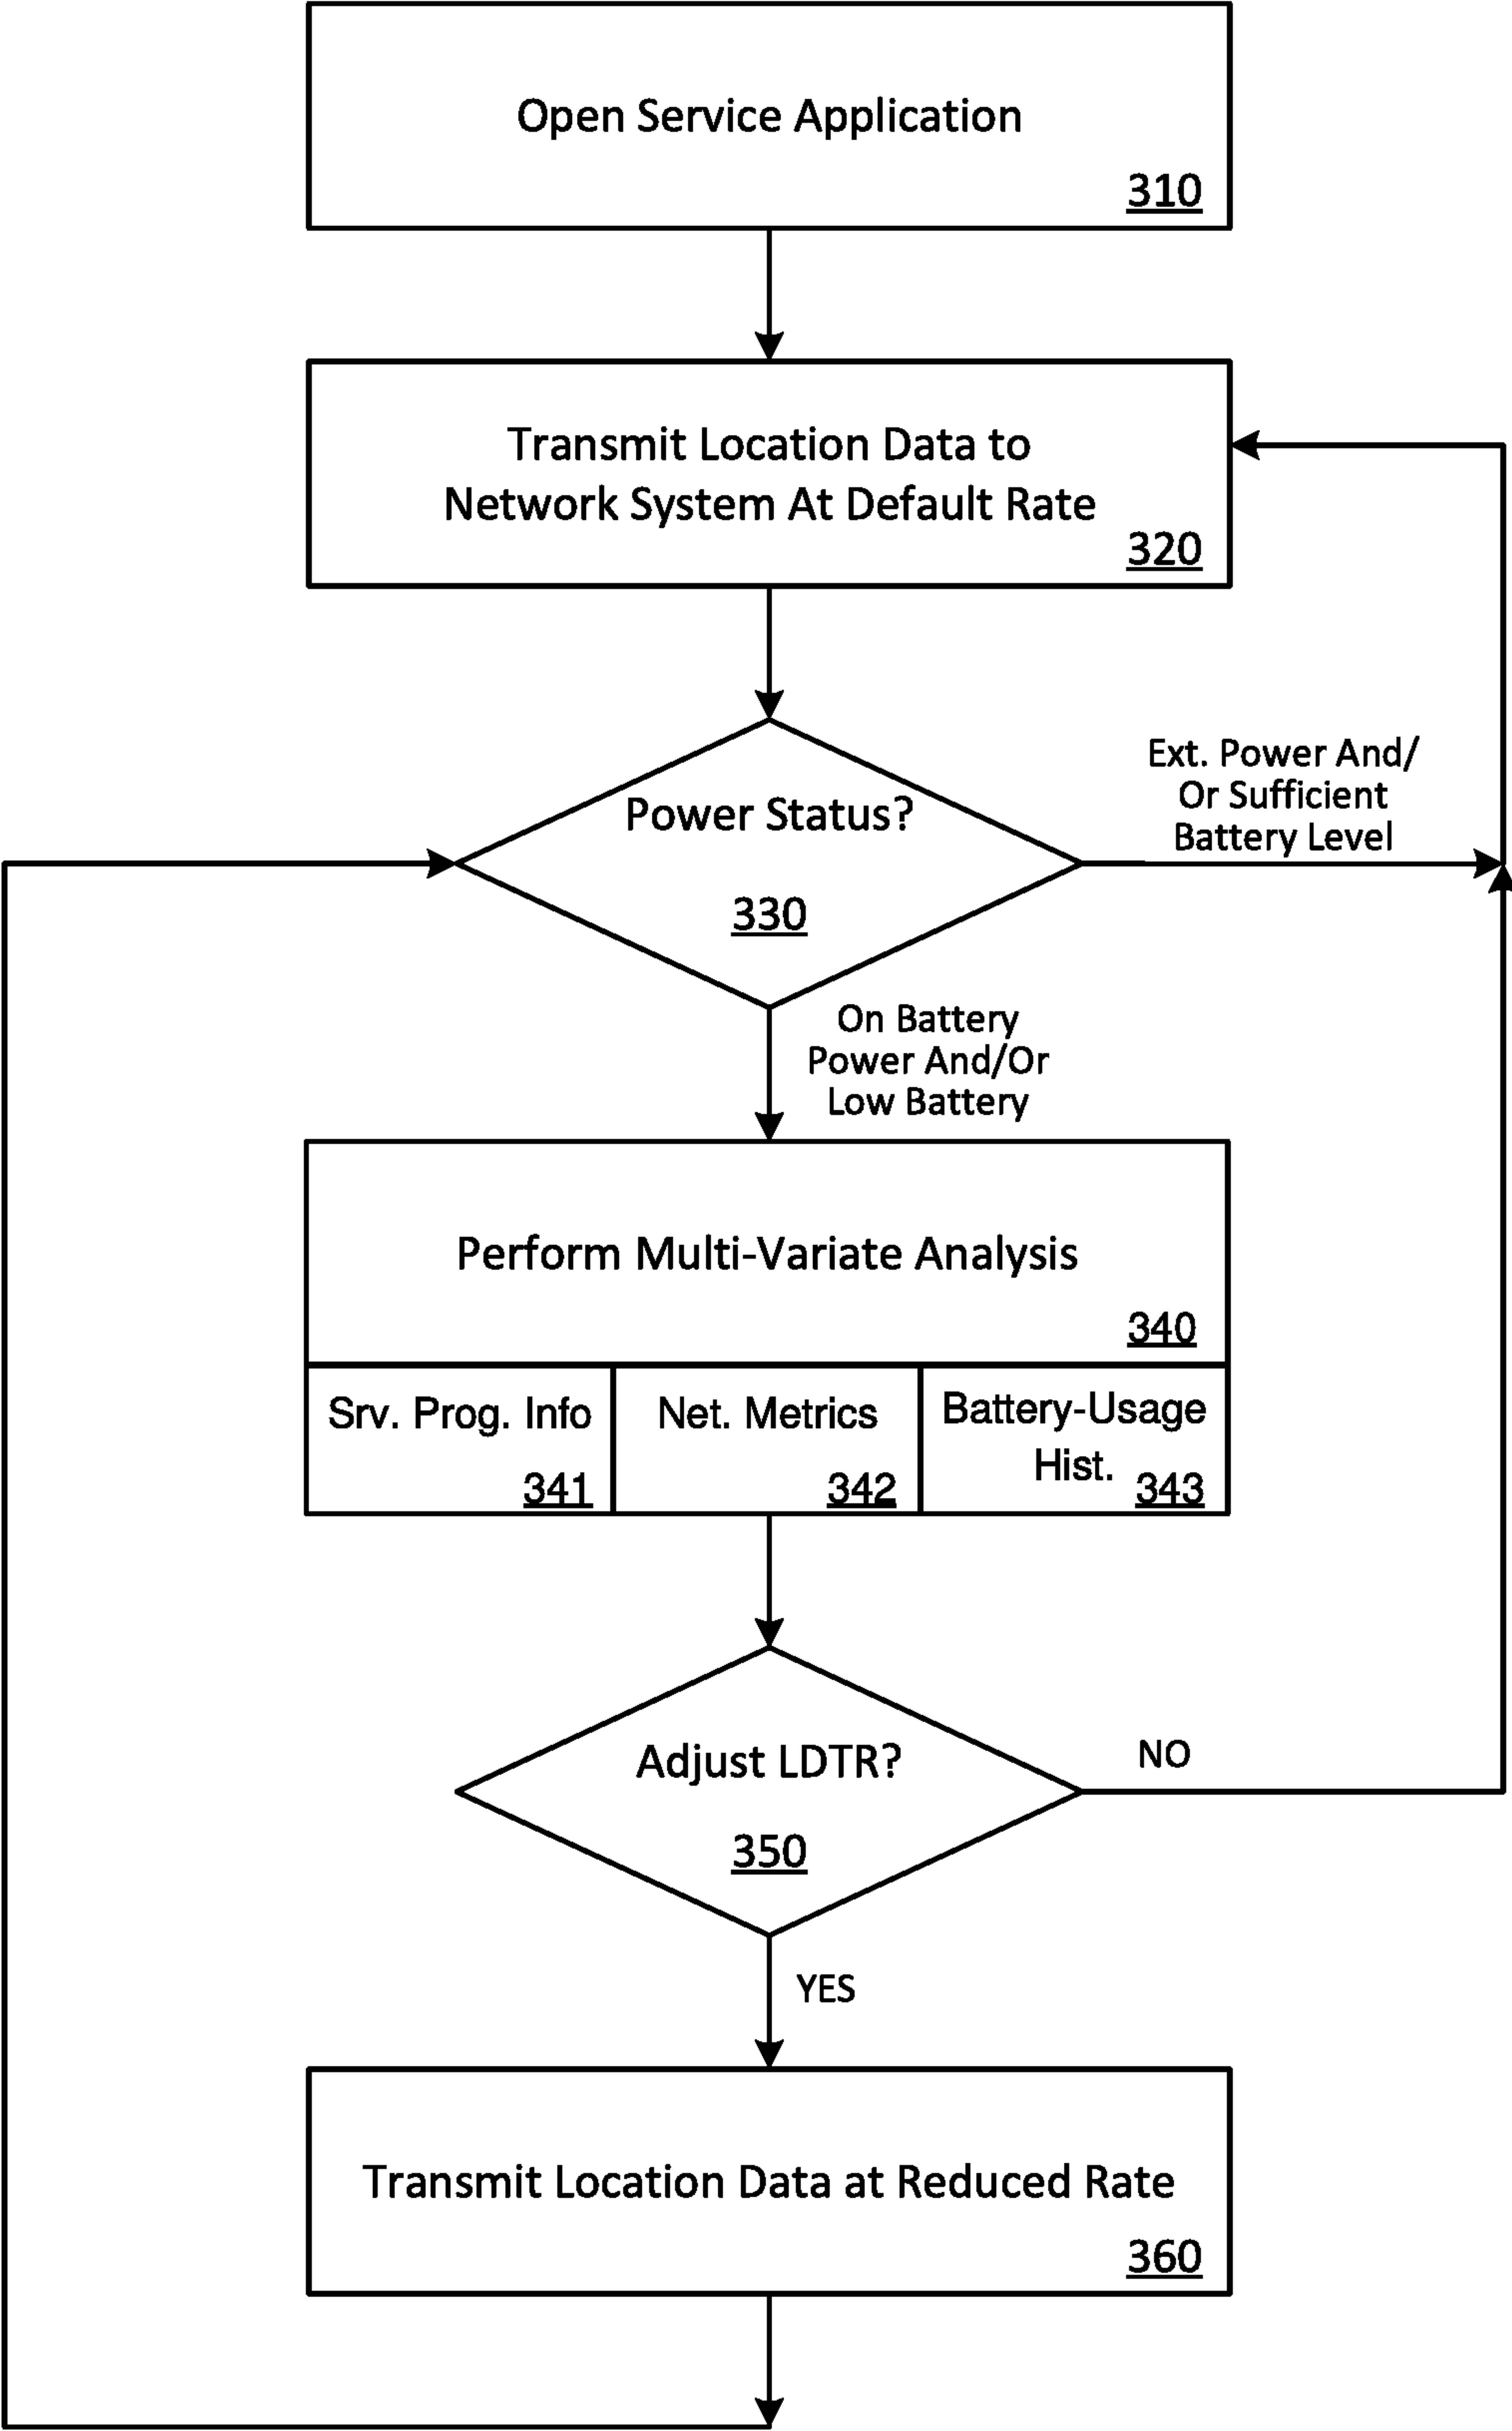 Open Service Application
310
Transmit Location Data to
Network System At Default Rate
320
Power Status?
330
Ext. Power And/
Or Sufficient
Battery Level
On Battery
Power And/Or
Low Battery
Perform Multi-Variate Analysis
340
Srv. Prog. Info
341
Net. Metrics
342
Battery-Usage
Hist.
343
Adjust LDTR?
350
NO
YES
Transmit Location Data at Reduced Rate
360